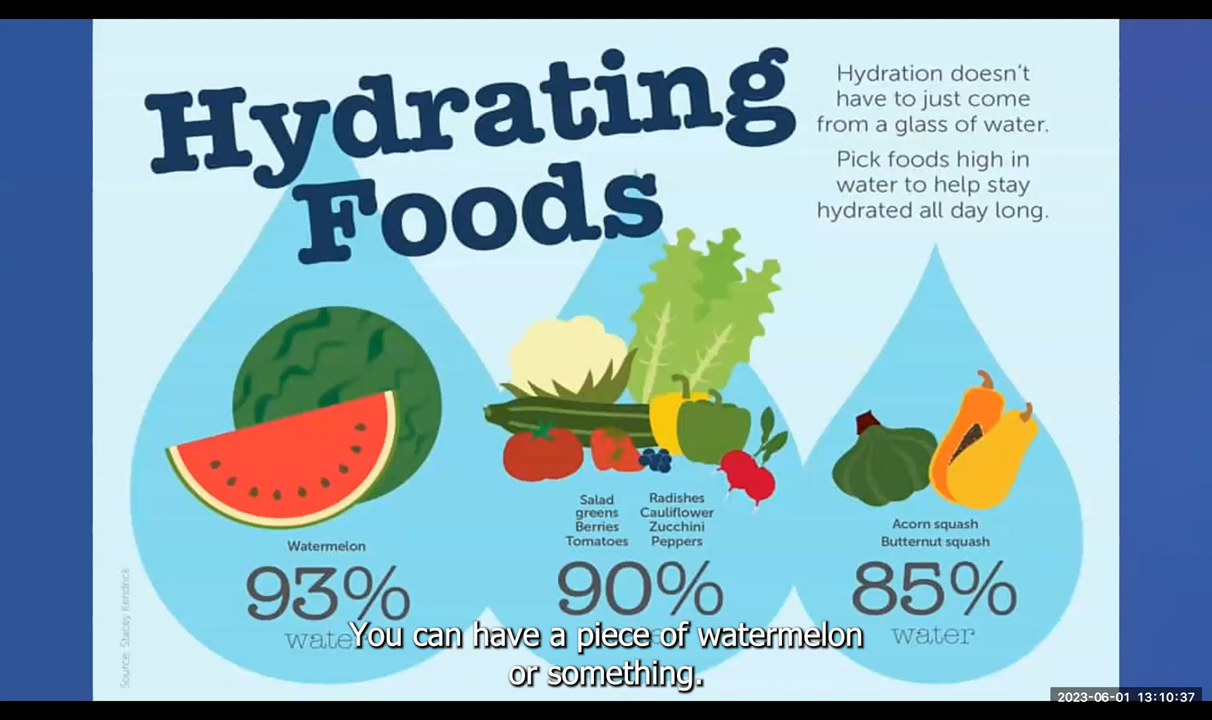 Hydrating
Foods
Hydration doesn't
have to just come
from a glass of water.
Pick foods high in
water to help stay
hydrated all day long.
Watermelon
93%
water
Salad
greens
Berries
Tomatoes
Radishes
Cauliflower
Zucchini
Peppers
90%
Acorn squash
Butternut squash
85%
water
Source: Stacey Kendrick
You can have a piece of watermelon
or something.
2023-06-01 13:10:37